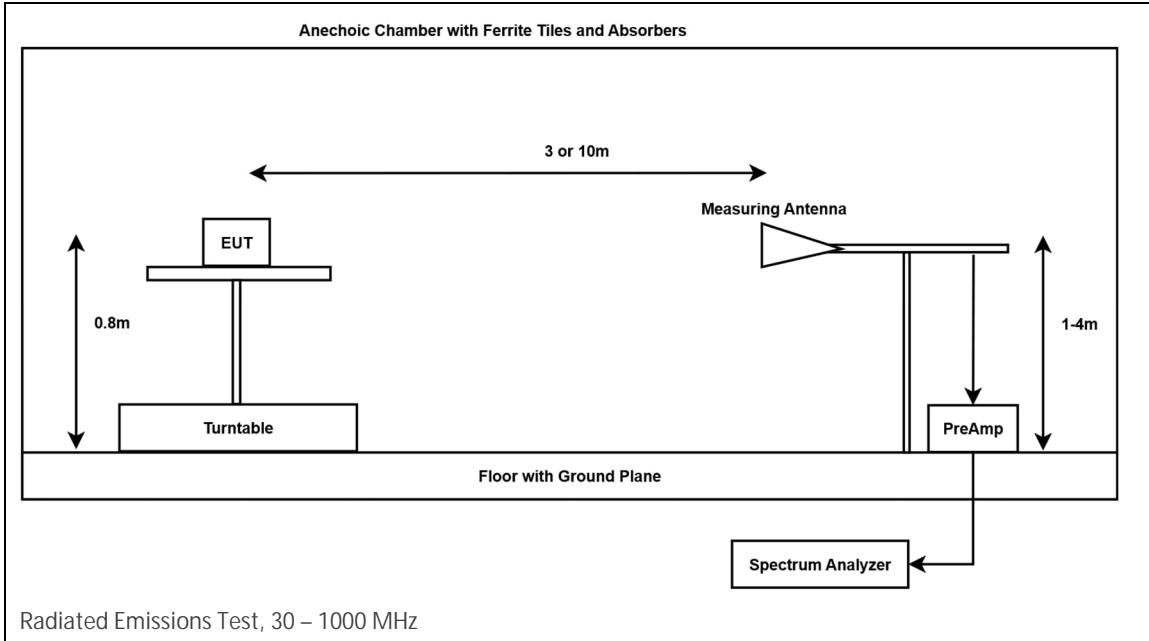 Anechoic Chamber with Ferrite Tiles and Absorbers
3 or 10m
Measuring Antenna
EUT
0.8m
1-4m
Turntable
PreAmp
Floor with Ground Plane
Spectrum Analyzer
Radiated Emissions Test, 30 – 1000 MHz